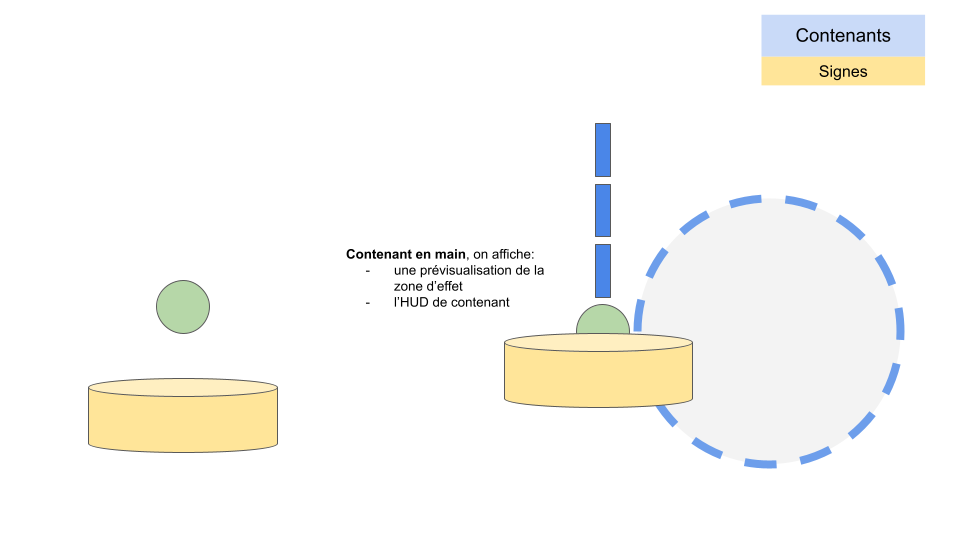 Contenants
Signes
Contenant en main, on affiche:
- une prévisualisation de la
zone d’effet
- l’HUD de contenant